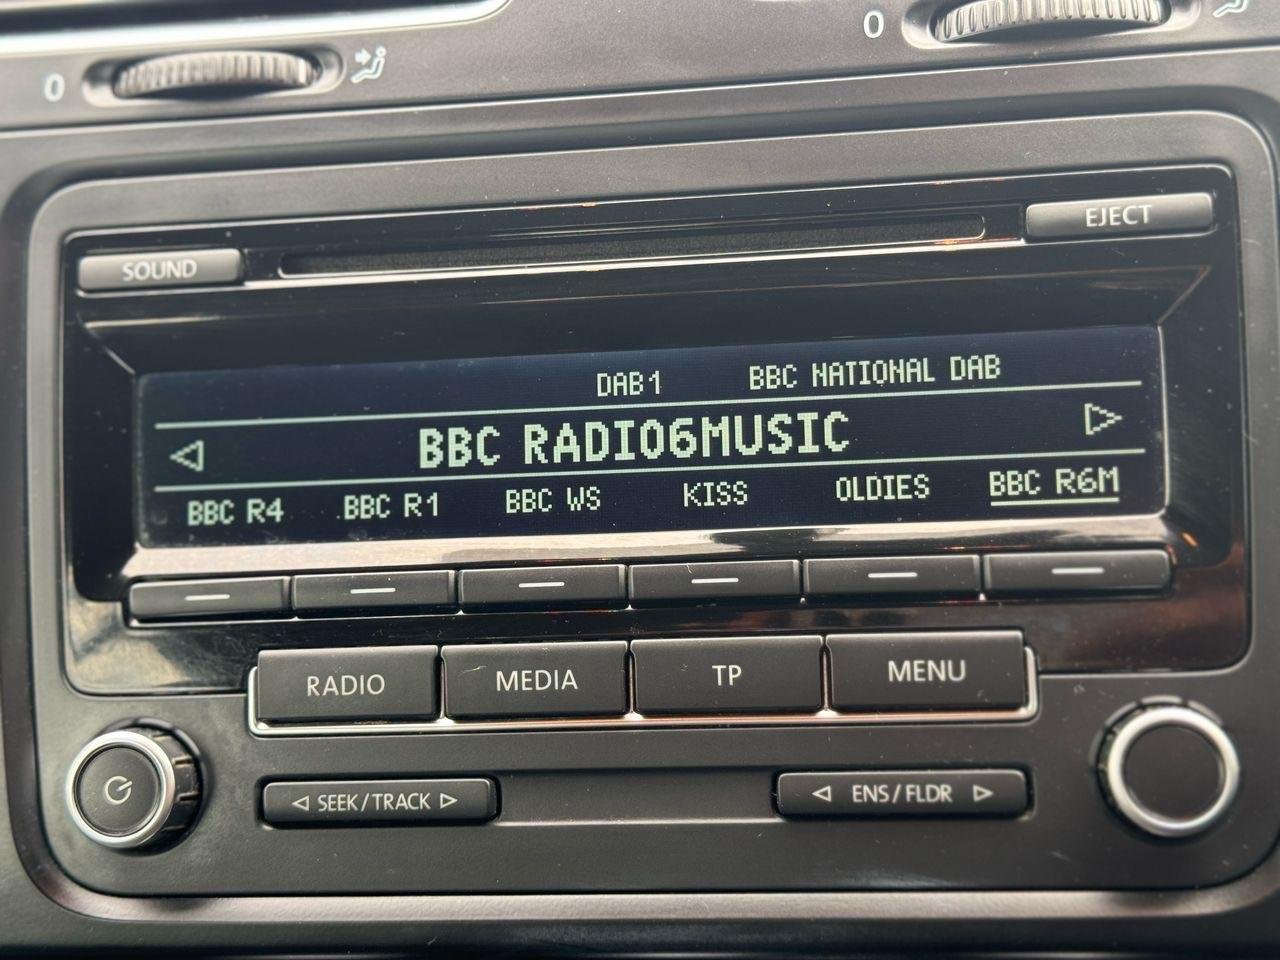 0
0
SOUND
EJECT
DAB1 BBC NATIONAL DAB
BBC RADIO6MUSIC
BBC R4 BBC R1 BBC WS KISS OLDIES BBC R6M
RADIO MEDIA TP MENU
SEEK/TRACK
ENS/FLDR